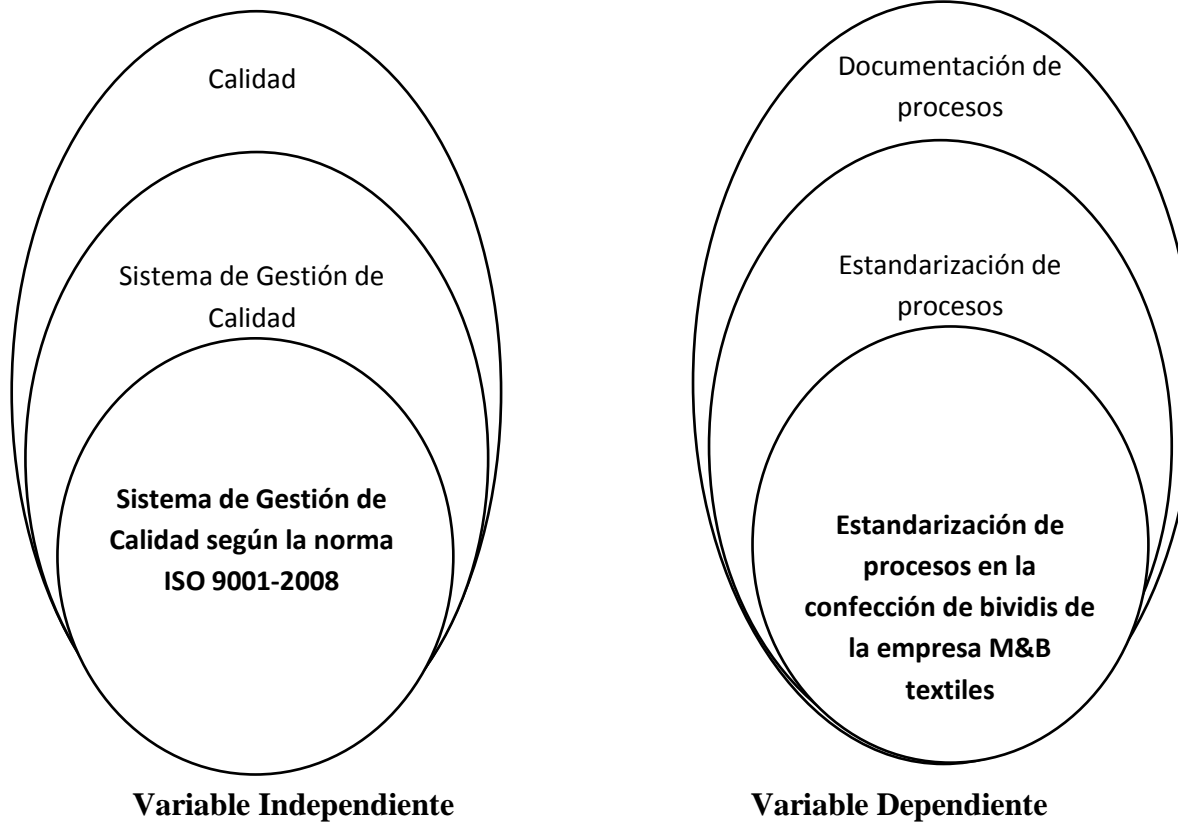 Calidad
Sistema de Gestión de
Calidad
Sistema de Gestión de
Calidad según la norma
ISO 9001-2008
Variable Independiente
Documentación de
procesos
Estandarización de
procesos
Estandarización de
procesos en la
confección de bividis de
la empresa M&B
textiles
Variable Dependiente